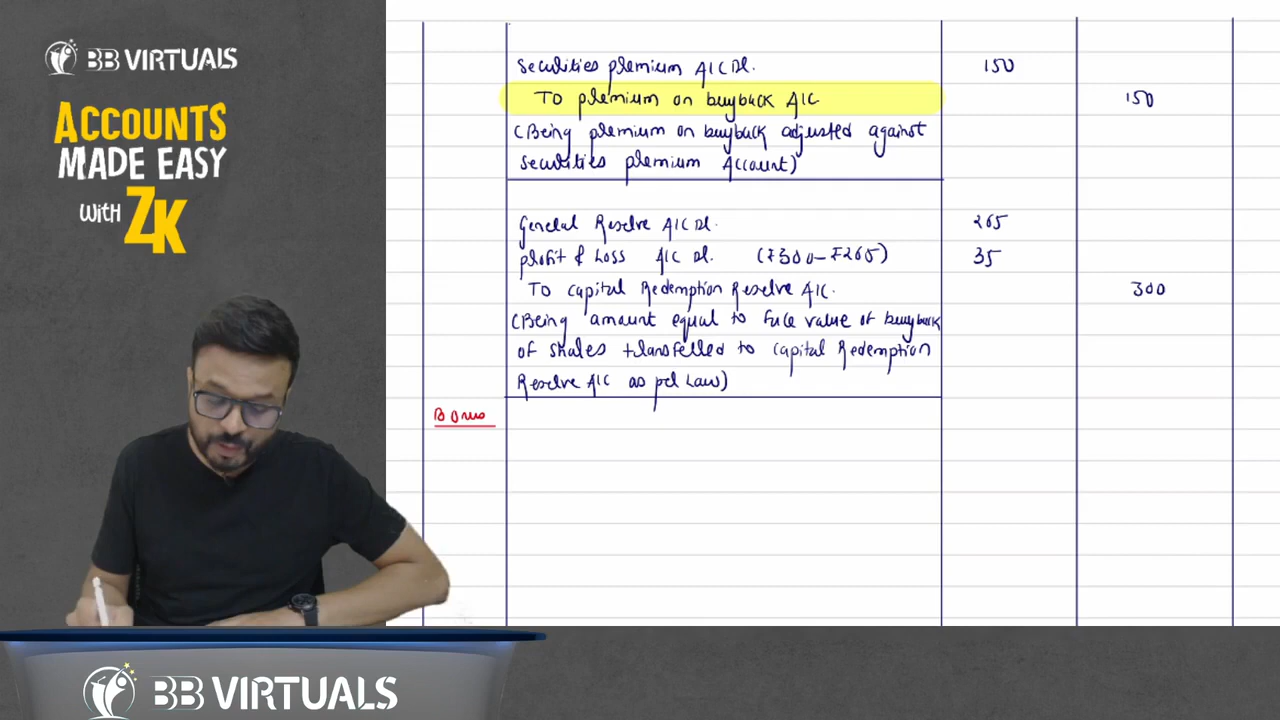 BB VIRTUALS
ACCOUNTS
MADE EASY
WITH ZK
Securities premium A/C Dr. 150
To premium on buyback A/C 150
(Being premium on buyback adjusted against
securities premium Account)
General Reserve A/C Dr. 265
profit & Loss A/C Dr. (₹300-₹265) 35
To capital Redemption Reserve A/C. 300
(Being amount equal to face value of buyback
of shares transferred to capital Redemption
Reserve A/C as per Law)
Bonus
BB VIRTUALS